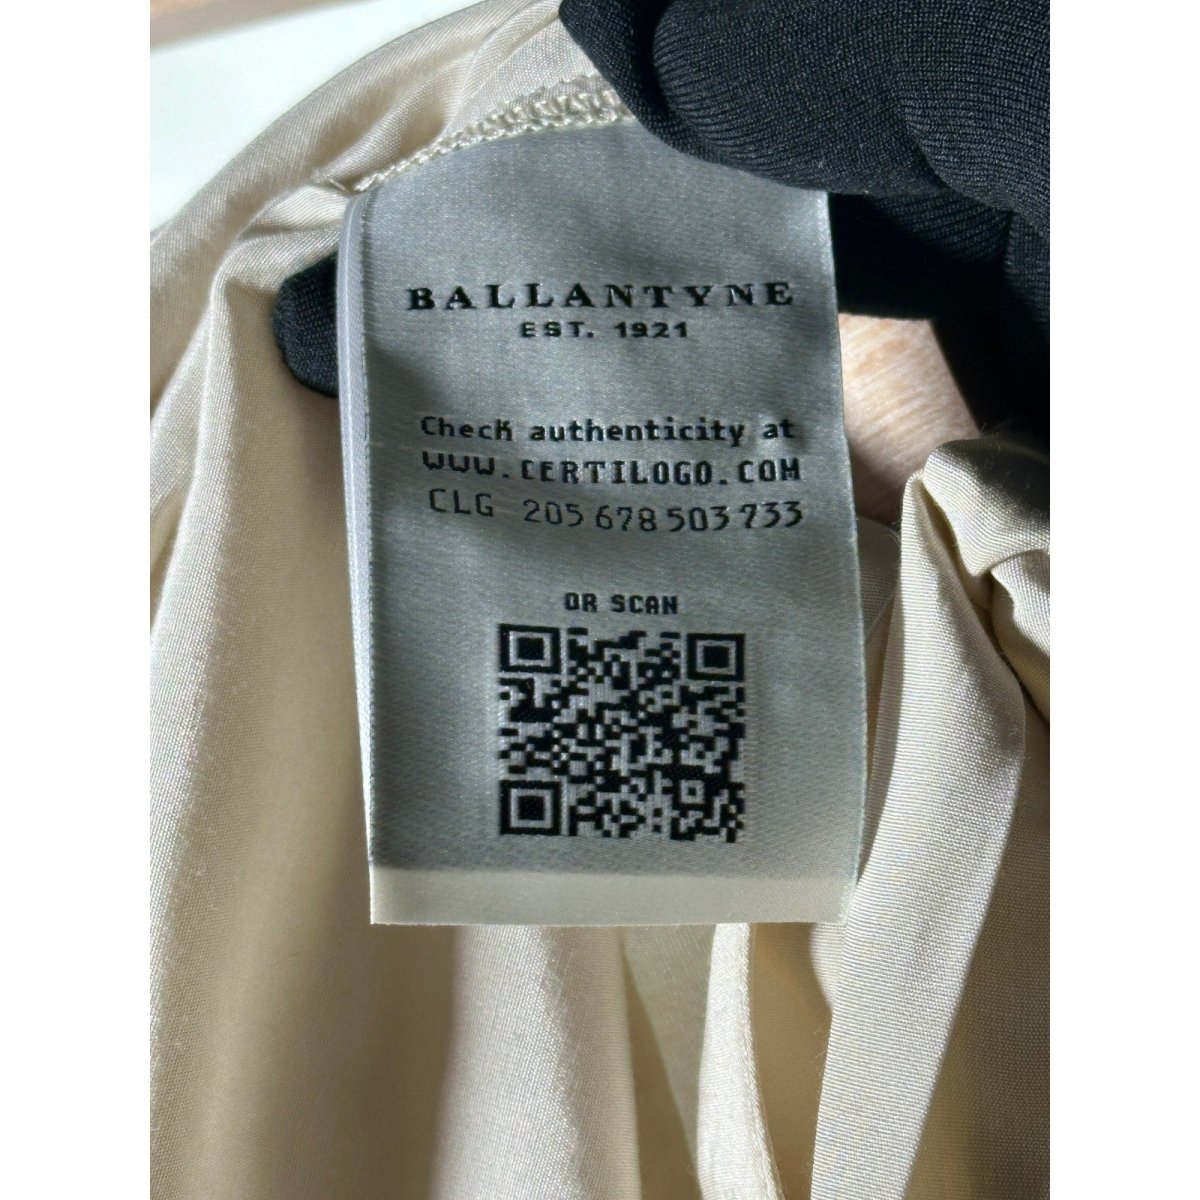 BALLANTYNE
EST. 1921
Check authenticity at
WWW.CERTILOGO.COM
CLG 205 678 503 733
OR SCAN